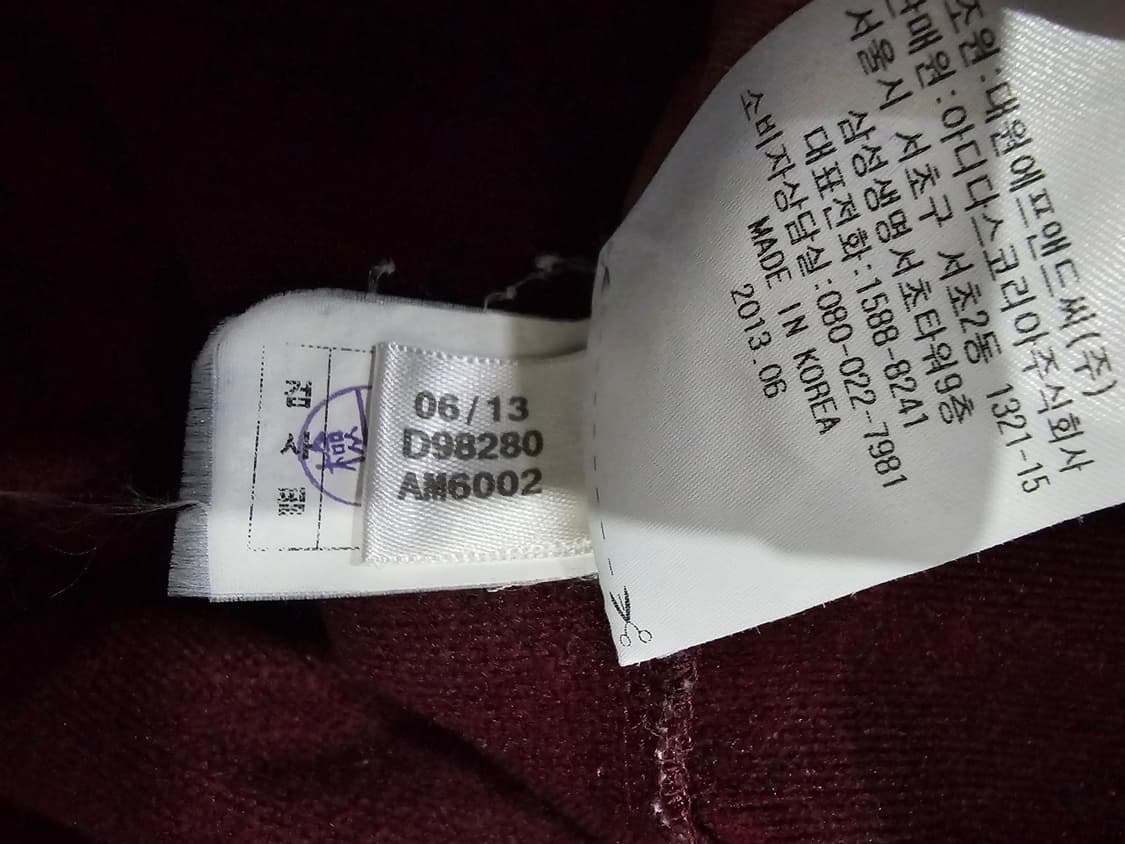 조원:대원에프앤드씨(주)
매원:아디다스코리아주식회사
서울시 서초구 서초2동 1321-15
삼성생명서초타워9층
대표전화:1588-8241
소비자상담실:080-022-7981
MADE IN KOREA
2013.06
06/13
D98280
AM6002
검사필